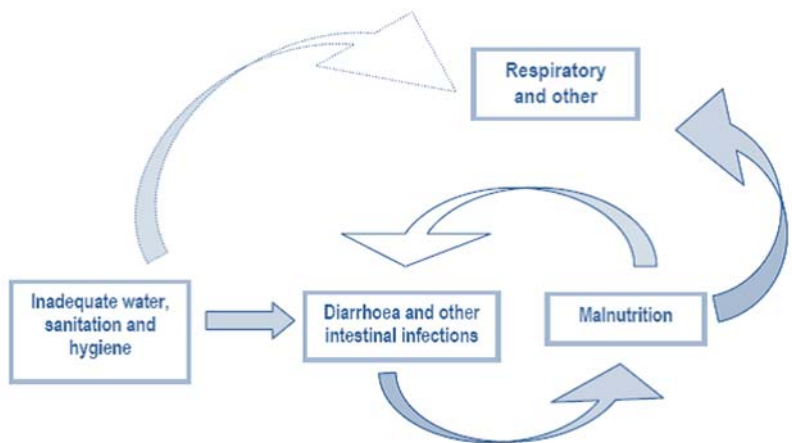 Respiratory
and other
Inadequate water,
sanitation and
hygiene
Diarrhoea and other
intestinal infections
Malnutrition